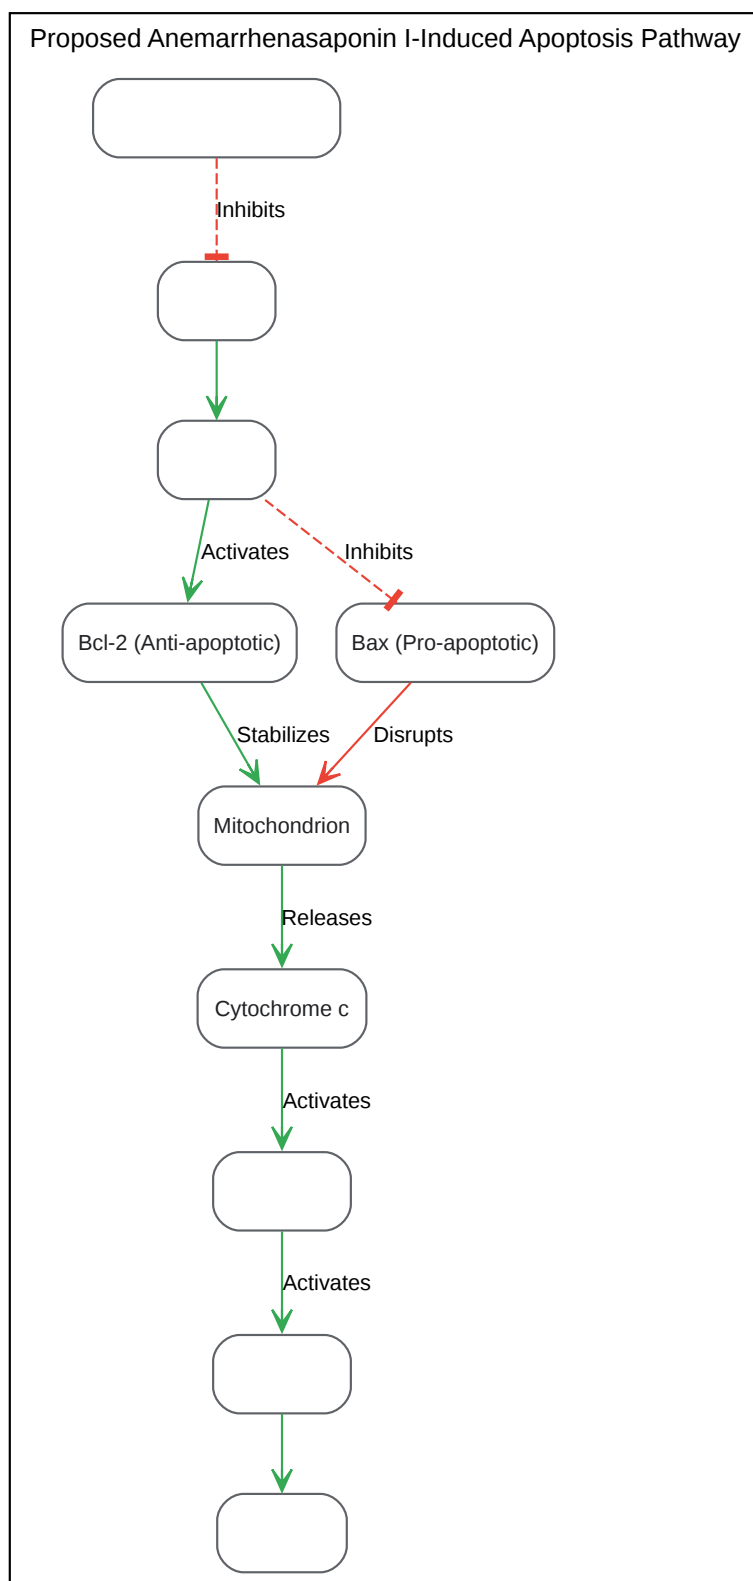 Proposed Anemarrhenasaponin I-Induced Apoptosis Pathway
Inhibits
Activates
Inhibits
Bcl-2 (Anti-apoptotic)
Bax (Pro-apoptotic)
Stabilizes
Disrupts
Mitochondrion
Releases
Cytochrome c
Activates
Activates